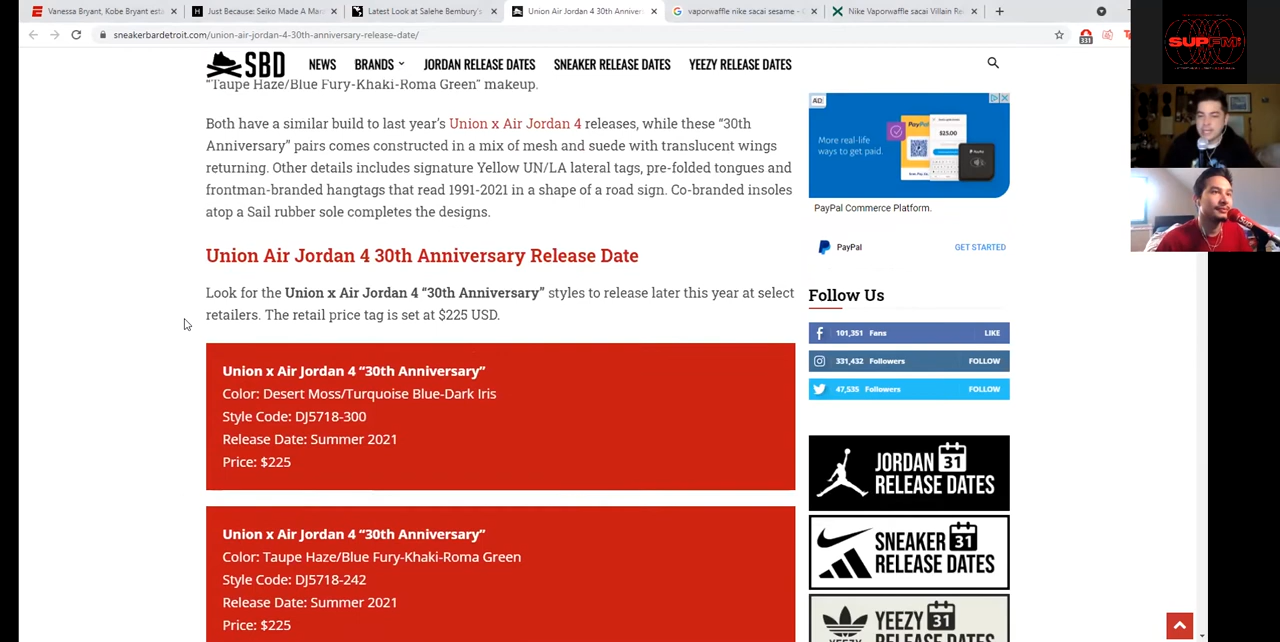 Vanessa Bryant, Kobe Bryant esta
Just Because: Seiko Made A Mar
Latest Look at Salehe Bembury's
Union Air Jordan 4 30th Anniver
vaporwaffle nike sacai sesame - G
Nike Vaporwaffle sacai Villain Re
sneakerbardetroit.com/union-air-jordan-4-30th-anniversary-release-date/
331
SUPFM
SBD
NEWS
BRANDS
JORDAN RELEASE DATES
SNEAKER RELEASE DATES
YEEZY RELEASE DATES
"Taupe Haze/Blue Fury-Khaki-Roma Green" makeup.
Both have a similar build to last year's Union x Air Jordan 4 releases, while these "30th
Anniversary" pairs comes constructed in a mix of mesh and suede with translucent wings
returning. Other details includes signature Yellow UN/LA lateral tags, pre-folded tongues and
frontman-branded hangtags that read 1991-2021 in a shape of a road sign. Co-branded insoles
atop a Sail rubber sole completes the designs.
Union Air Jordan 4 30th Anniversary Release Date
Look for the Union x Air Jordan 4 "30th Anniversary" styles to release later this year at select
retailers. The retail price tag is set at $225 USD.
Union x Air Jordan 4 "30th Anniversary"
Color: Desert Moss/Turquoise Blue-Dark Iris
Style Code: DJ5718-300
Release Date: Summer 2021
Price: $225
Union x Air Jordan 4 "30th Anniversary"
Color: Taupe Haze/Blue Fury-Khaki-Roma Green
Style Code: DJ5718-242
Release Date: Summer 2021
Price: $225
AD
More real-life
ways to get paid.
$25.00
PayPal Commerce Platform.
PayPal
GET STARTED
Follow Us
101,351 Fans
LIKE
331,432 Followers
FOLLOW
47,535 Followers
FOLLOW
JORDAN 31
RELEASE DATES
SNEAKER 31
RELEASE DATES
YEEZY 31
RELEASE DATES